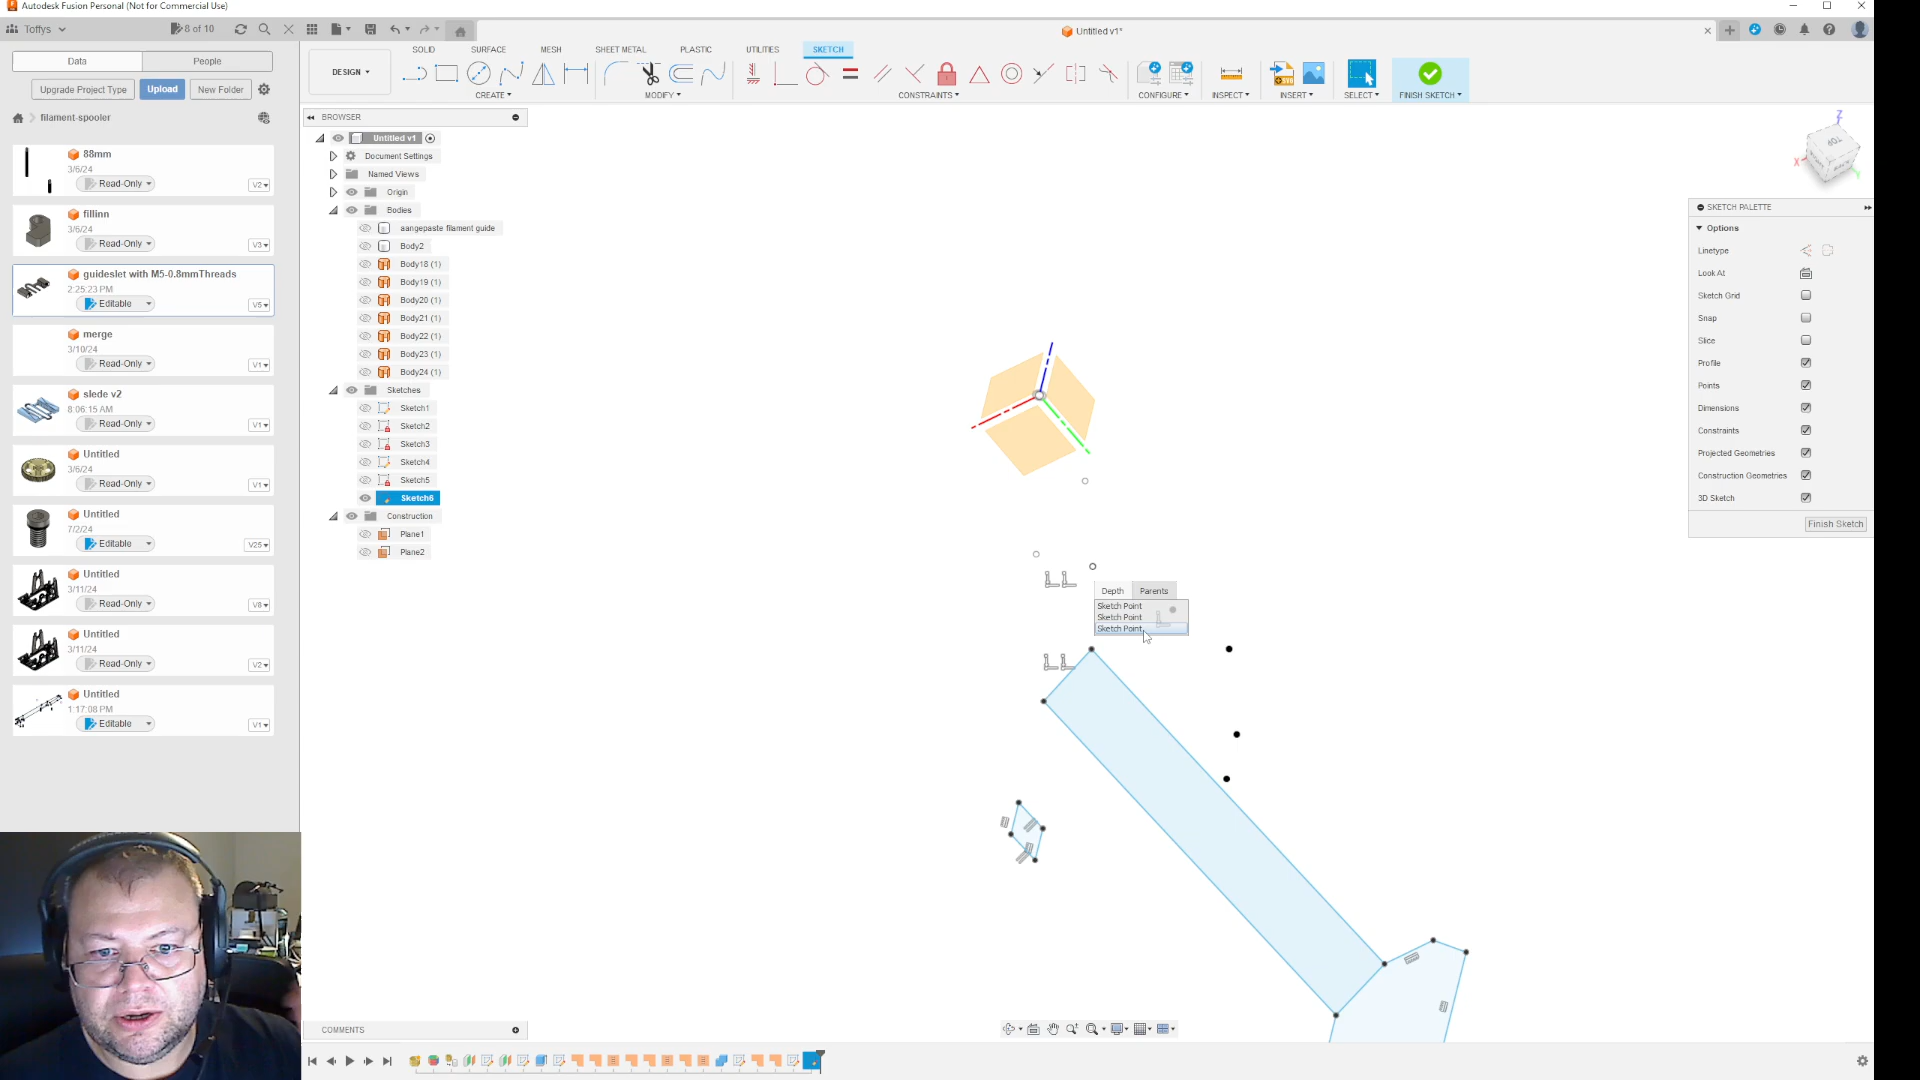 Autodesk Fusion Personal (Not for Commercial Use)
Toffys
8 of 10
Untitled v1*
Data
People
Upgrade Project Type
Upload
New Folder
filament-spooler
88mm
3/6/24
Read-Only
V2
fillinn
3/6/24
Read-Only
V3
guideslet with M5-0.8mmThreads
2:25:23 PM
Editable
V5
merge
3/10/24
Read-Only
V1
slede v2
8:06:15 AM
Read-Only
V1
Untitled
3/6/24
Read-Only
V1
Untitled
7/2/24
Editable
V25
Untitled
3/11/24
Read-Only
V8
Untitled
3/11/24
Read-Only
V2
Untitled
1:17:08 PM
Editable
V1
DESIGN
SOLID
SURFACE
MESH
SHEET METAL
PLASTIC
UTILITIES
SKETCH
CREATE
MODIFY
CONSTRAINTS
CONFIGURE
INSPECT
INSERT
SELECT
FINISH SKETCH
BROWSER
Untitled v1
Document Settings
Named Views
Origin
Bodies
aangepaste filament guide
Body2
Body18 (1)
Body19 (1)
Body20 (1)
Body21 (1)
Body22 (1)
Body23 (1)
Body24 (1)
Sketches
Sketch1
Sketch2
Sketch3
Sketch4
Sketch5
Sketch6
Construction
Plane1
Plane2
Depth
Parents
Sketch Point
Sketch Point
Sketch Point
Z
TOP
X
Y
SKETCH PALETTE
Options
Linetype
Look At
Sketch Grid
Snap
Slice
Profile
Points
Dimensions
Constraints
Projected Geometries
Construction Geometries
3D Sketch
Finish Sketch
COMMENTS